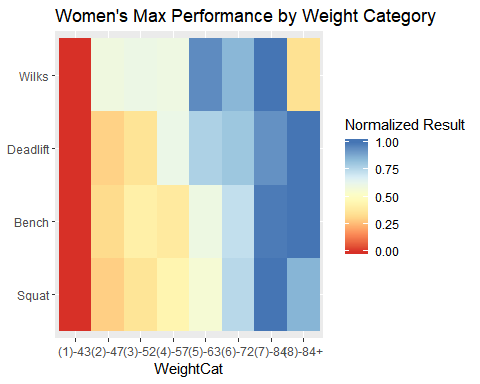 Women's Max Performance by Weight Category
Wilks
Deadlift
Bench
Squat
(1)-43 (2)-47 (3)-52 (4)-57 (5)-63 (6)-72 (7)-84 (8)-84+
WeightCat
Normalized Result
1.00
0.75
0.50
0.25
0.00